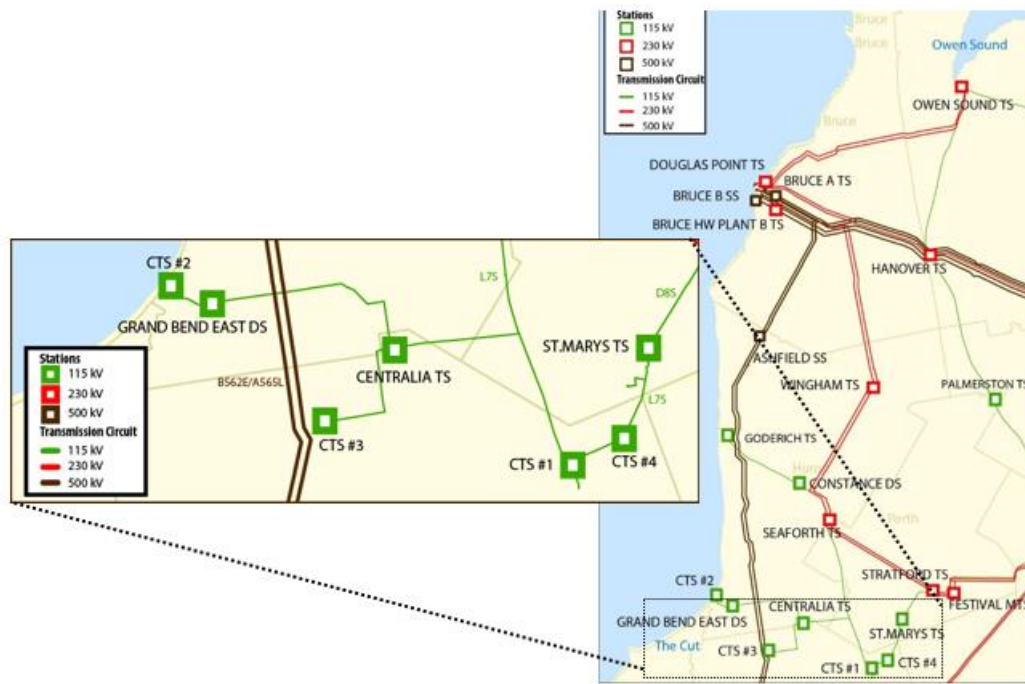 Stations
115 kV
230 kV
500 kV
Transmission Circuit
115 kV
230 kV
500 kV
Bruce
Bruce
Owen Sound
OWEN SOUND TS
Bruce
DOUGLAS POINT TS
BRUCE A TS
BRUCE B SS
BRUCE HW PLANT B TS
HANOVER TS
ASHFIELD SS
WINGHAM TS
PALMERSTON TS
GODERICH TS
CONSTANCE DS
Perth
SEAFORTH TS
STRATFORD TS
FESTIVAL MTS
CTS #2
GRAND BEND EAST DS
CENTRALIA TS
ST.MARYS TS
The Cut
CTS #3
CTS #1
CTS #4
CTS #2
GRAND BEND EAST DS
L7S
D8S
ST.MARYS TS
CENTRALIA TS
B562E/A565L
L7S
CTS #3
CTS #1
CTS #4
Stations
115 kV
230 kV
500 kV
Transmission Circuit
115 kV
230 kV
500 kV